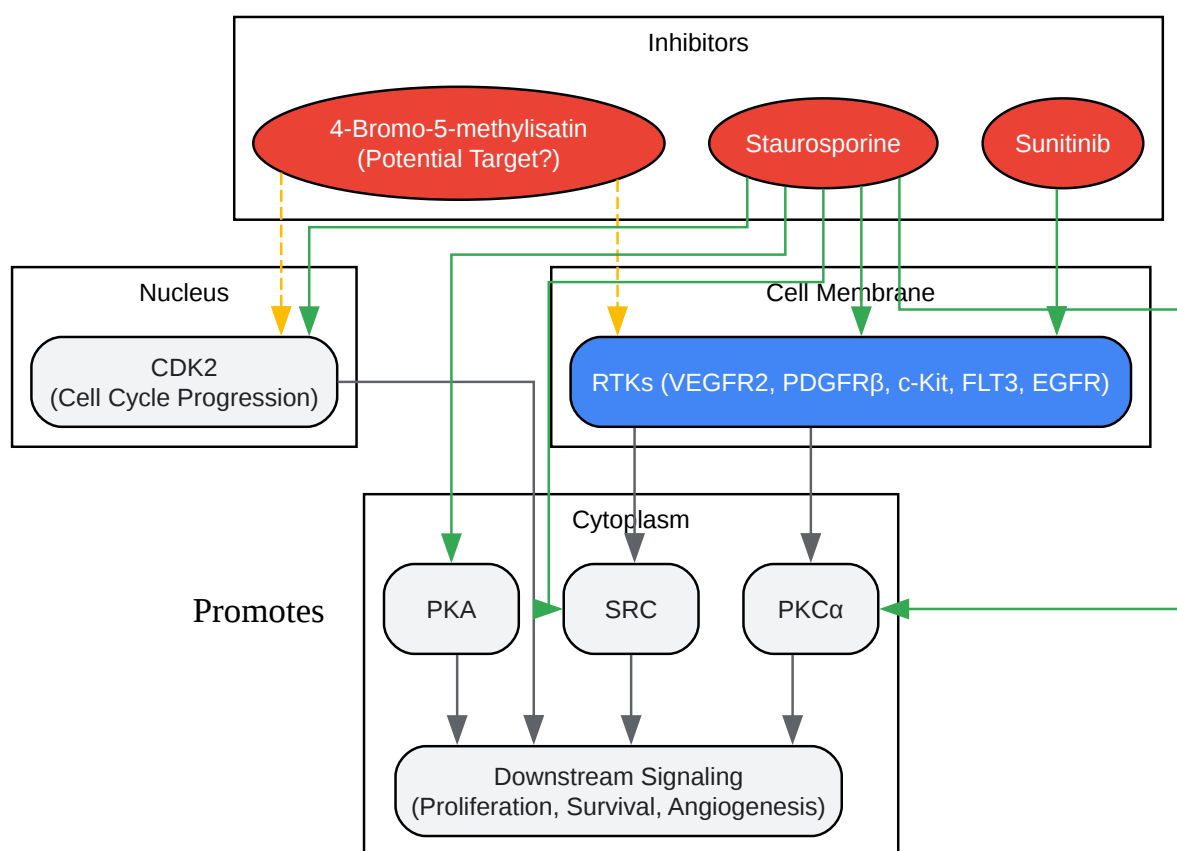 Inhibitors
4-Bromo-5-methylisatin
(Potential Target?)
Staurosporine
Sunitinib
Nucleus
Cell Membrane
CDK2
(Cell Cycle Progression)
RTKs (VEGFR2, PDGFRβ, c-Kit, FLT3, EGFR)
Cytoplasm
Promotes
PKA
SRC
PKCα
Downstream Signaling
(Proliferation, Survival, Angiogenesis)